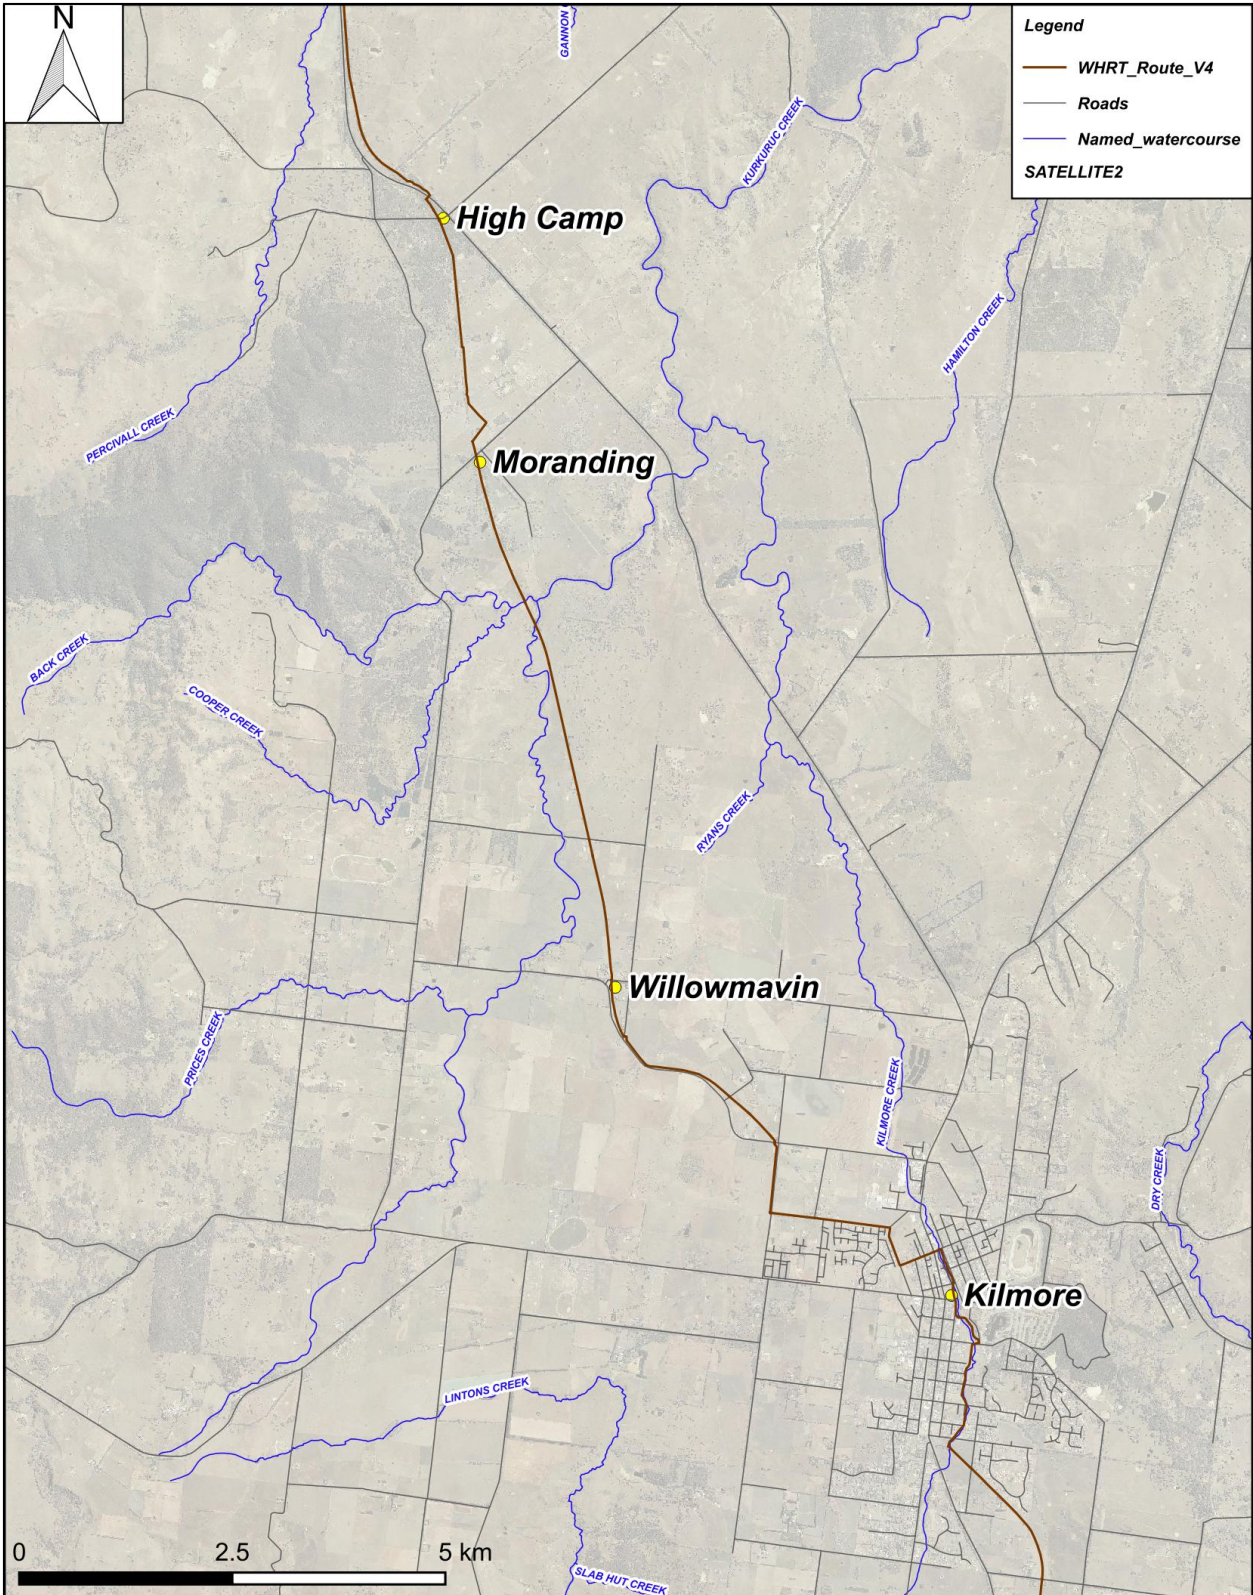 N
GANNON
Legend
WHRT_Route_V4
Roads
Named_watercourse
SATELLITE2
KURKURUC CREEK
High Camp
HAMILTON CREEK
PERCIVALL CREEK
Moranding
BACK CREEK
COOPER CREEK
RYANS CREEK
Willowmavin
PRICES CREEK
KILMORE CREEK
DRY CREEK
Kilmore
LINTONS CREEK
0 2.5 5 km
SLAB HUT CREEK